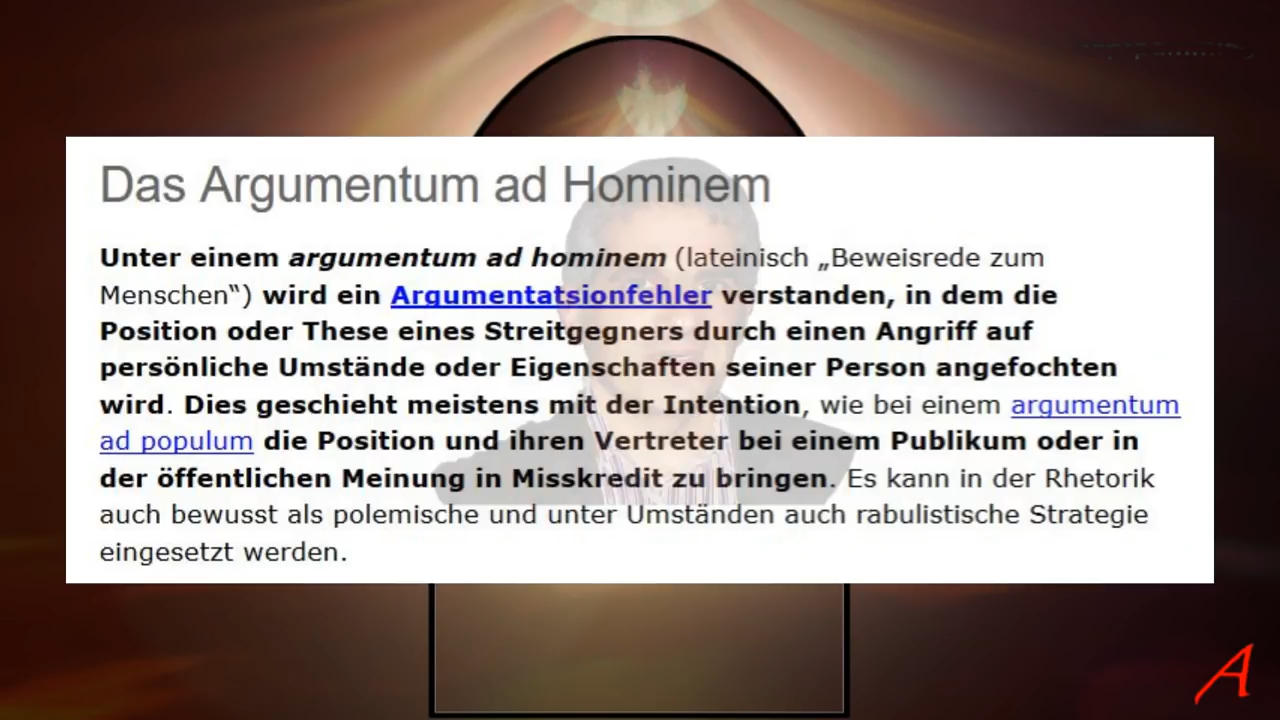 Das Argumentum ad Hominem
Unter einem argumentum ad hominem (lateinisch „Beweisrede zum
Menschen“) wird ein Argumentatsionfehler verstanden, in dem die
Position oder These eines Streitgegners durch einen Angriff auf
persönliche Umstände oder Eigenschaften seiner Person angefochten
wird. Dies geschieht meistens mit der Intention, wie bei einem argumentum
ad populum die Position und ihren Vertreter bei einem Publikum oder in
der öffentlichen Meinung in Misskredit zu bringen. Es kann in der Rhetorik
auch bewusst als polemische und unter Umständen auch rabulistische Strategie
eingesetzt werden.
A